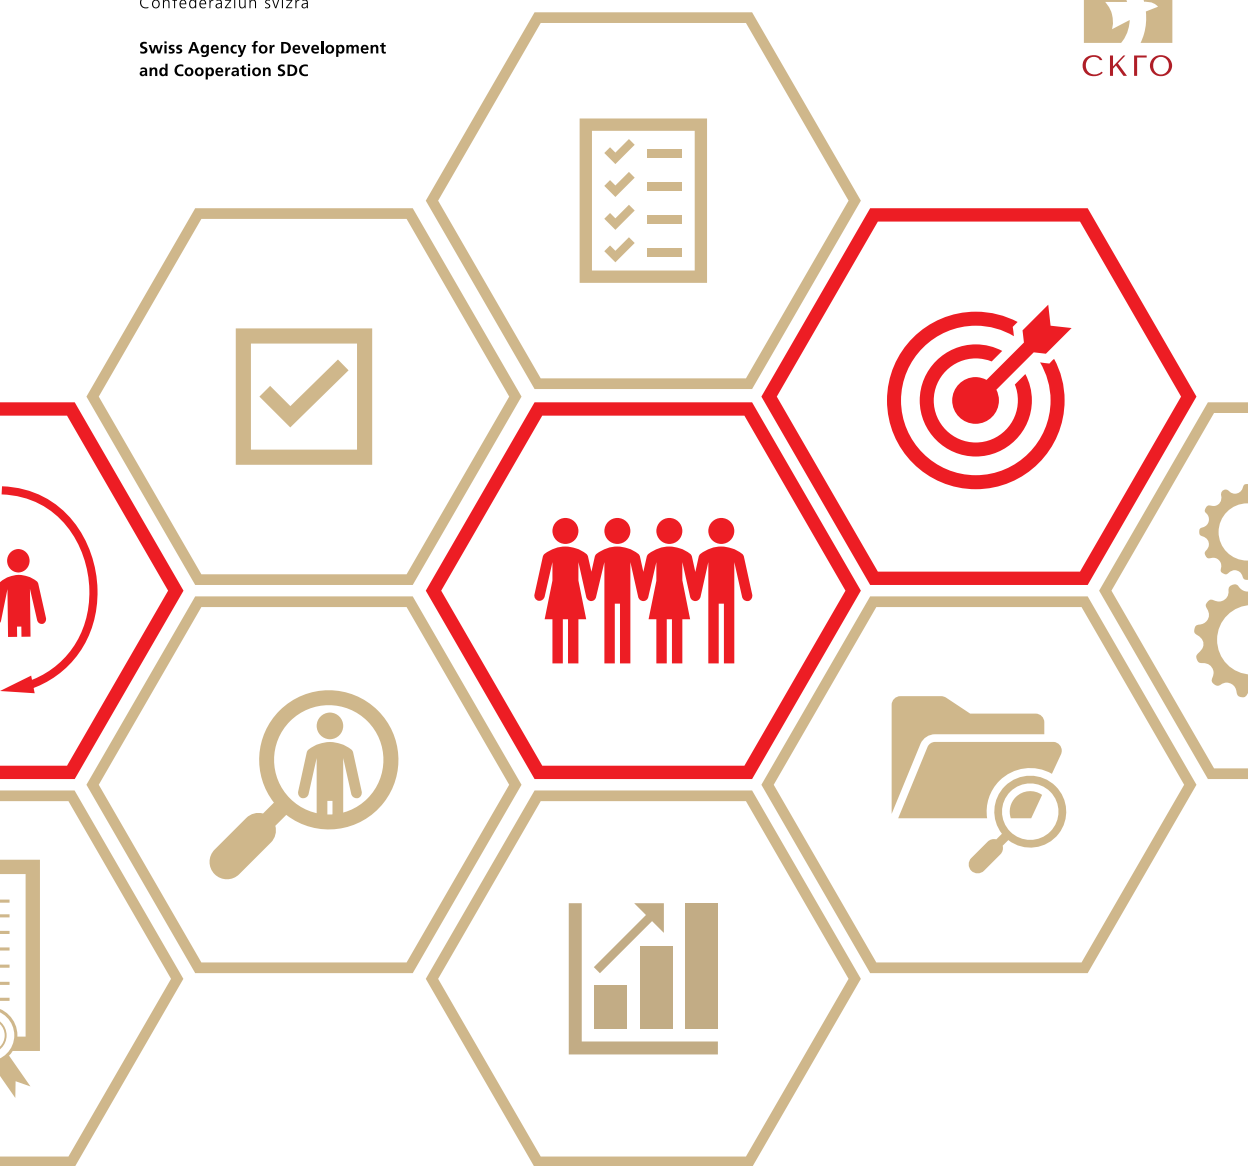 Confederaziun svizra
Swiss Agency for Development
and Cooperation SDC
СКГО